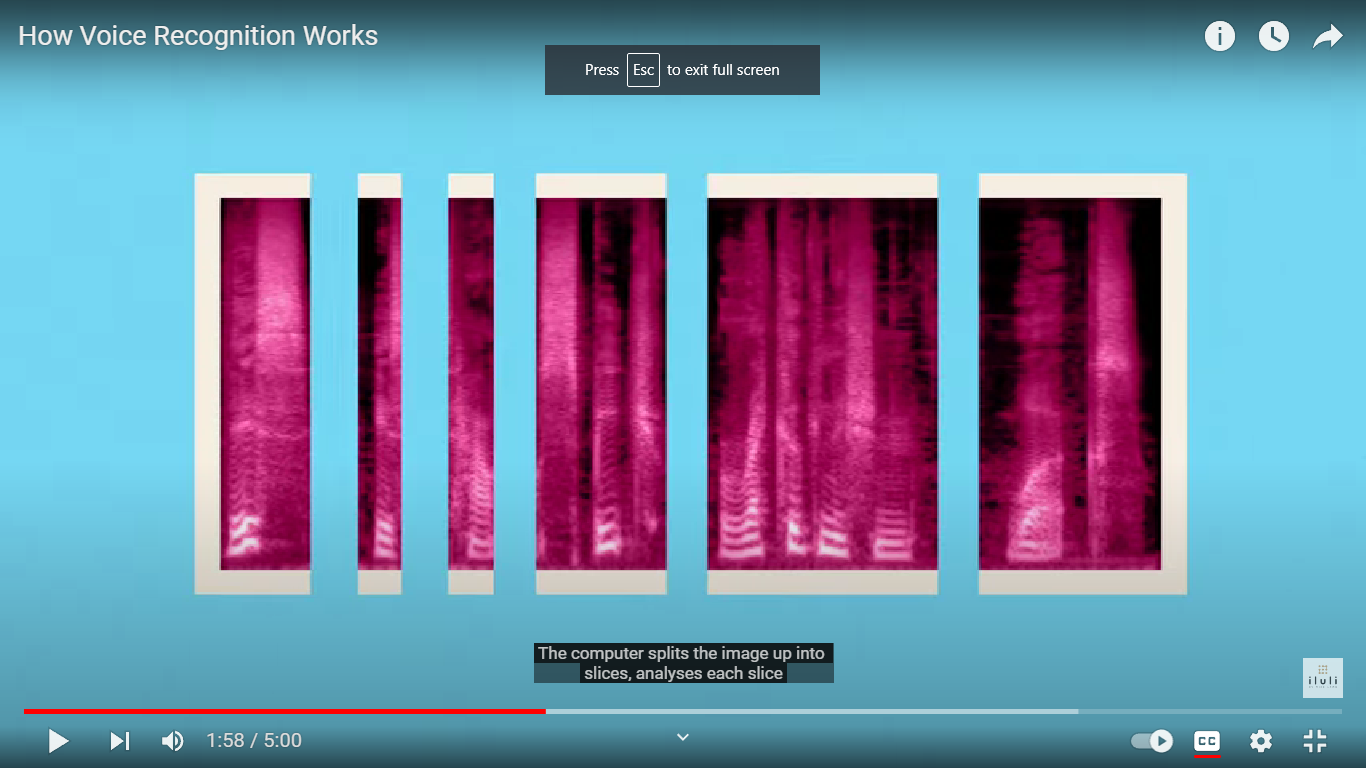 How Voice Recognition Works
Press Esc to exit full screen
The computer splits the image up into
slices, analyses each slice
iluli
1:58 / 5:00
CC